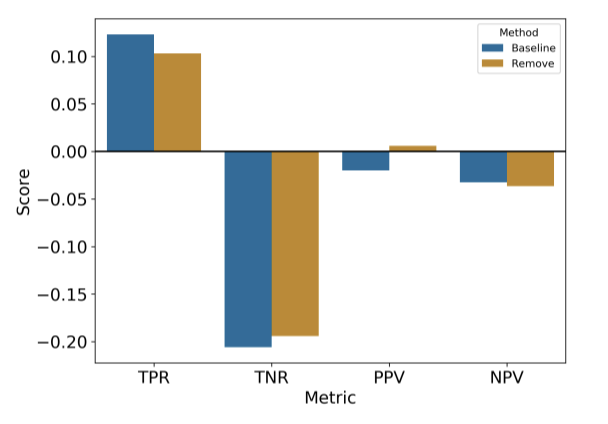 Method
Baseline
Remove
0.10
0.05
0.00
−0.05
−0.10
−0.15
−0.20
Score
TPR TNR PPV NPV
Metric